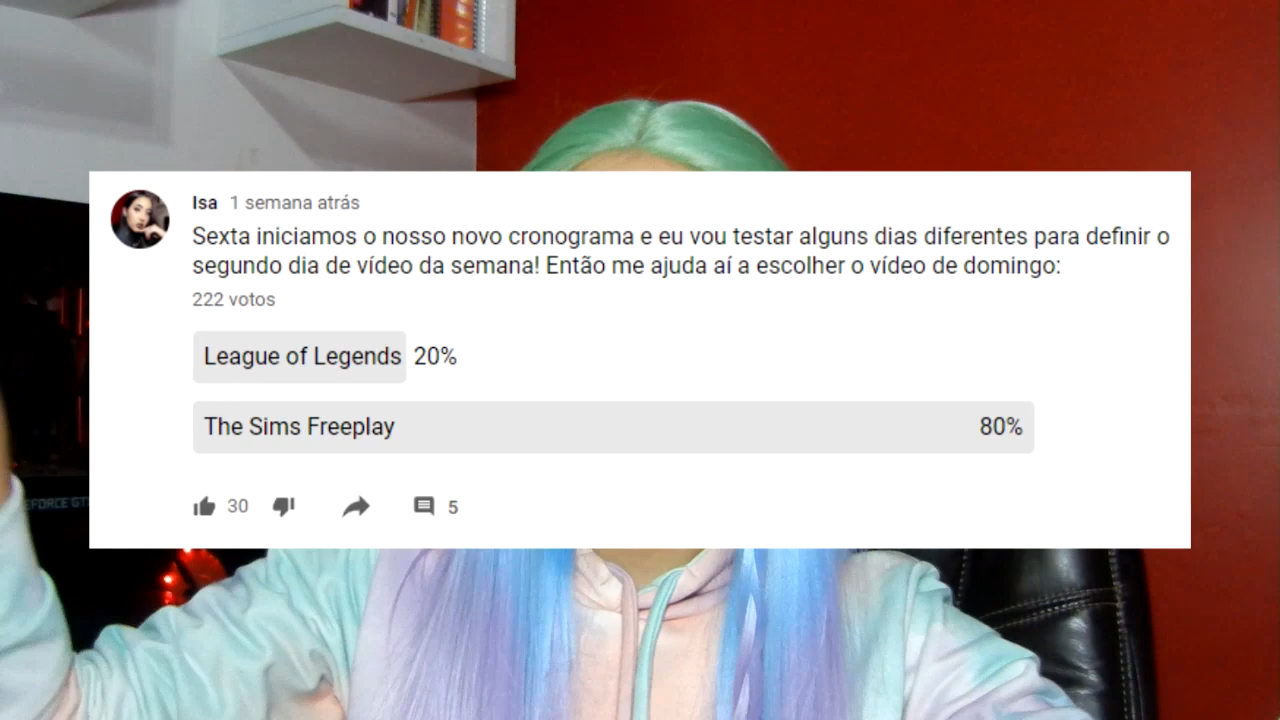 Isa 1 semana atrás
Sexta iniciamos o nosso novo cronograma e eu vou testar alguns dias diferentes para definir o
segundo dia de vídeo da semana! Então me ajuda aí a escolher o vídeo de domingo:
222 votos
League of Legends 20%
The Sims Freeplay 80%
30 5
EFORCE GT